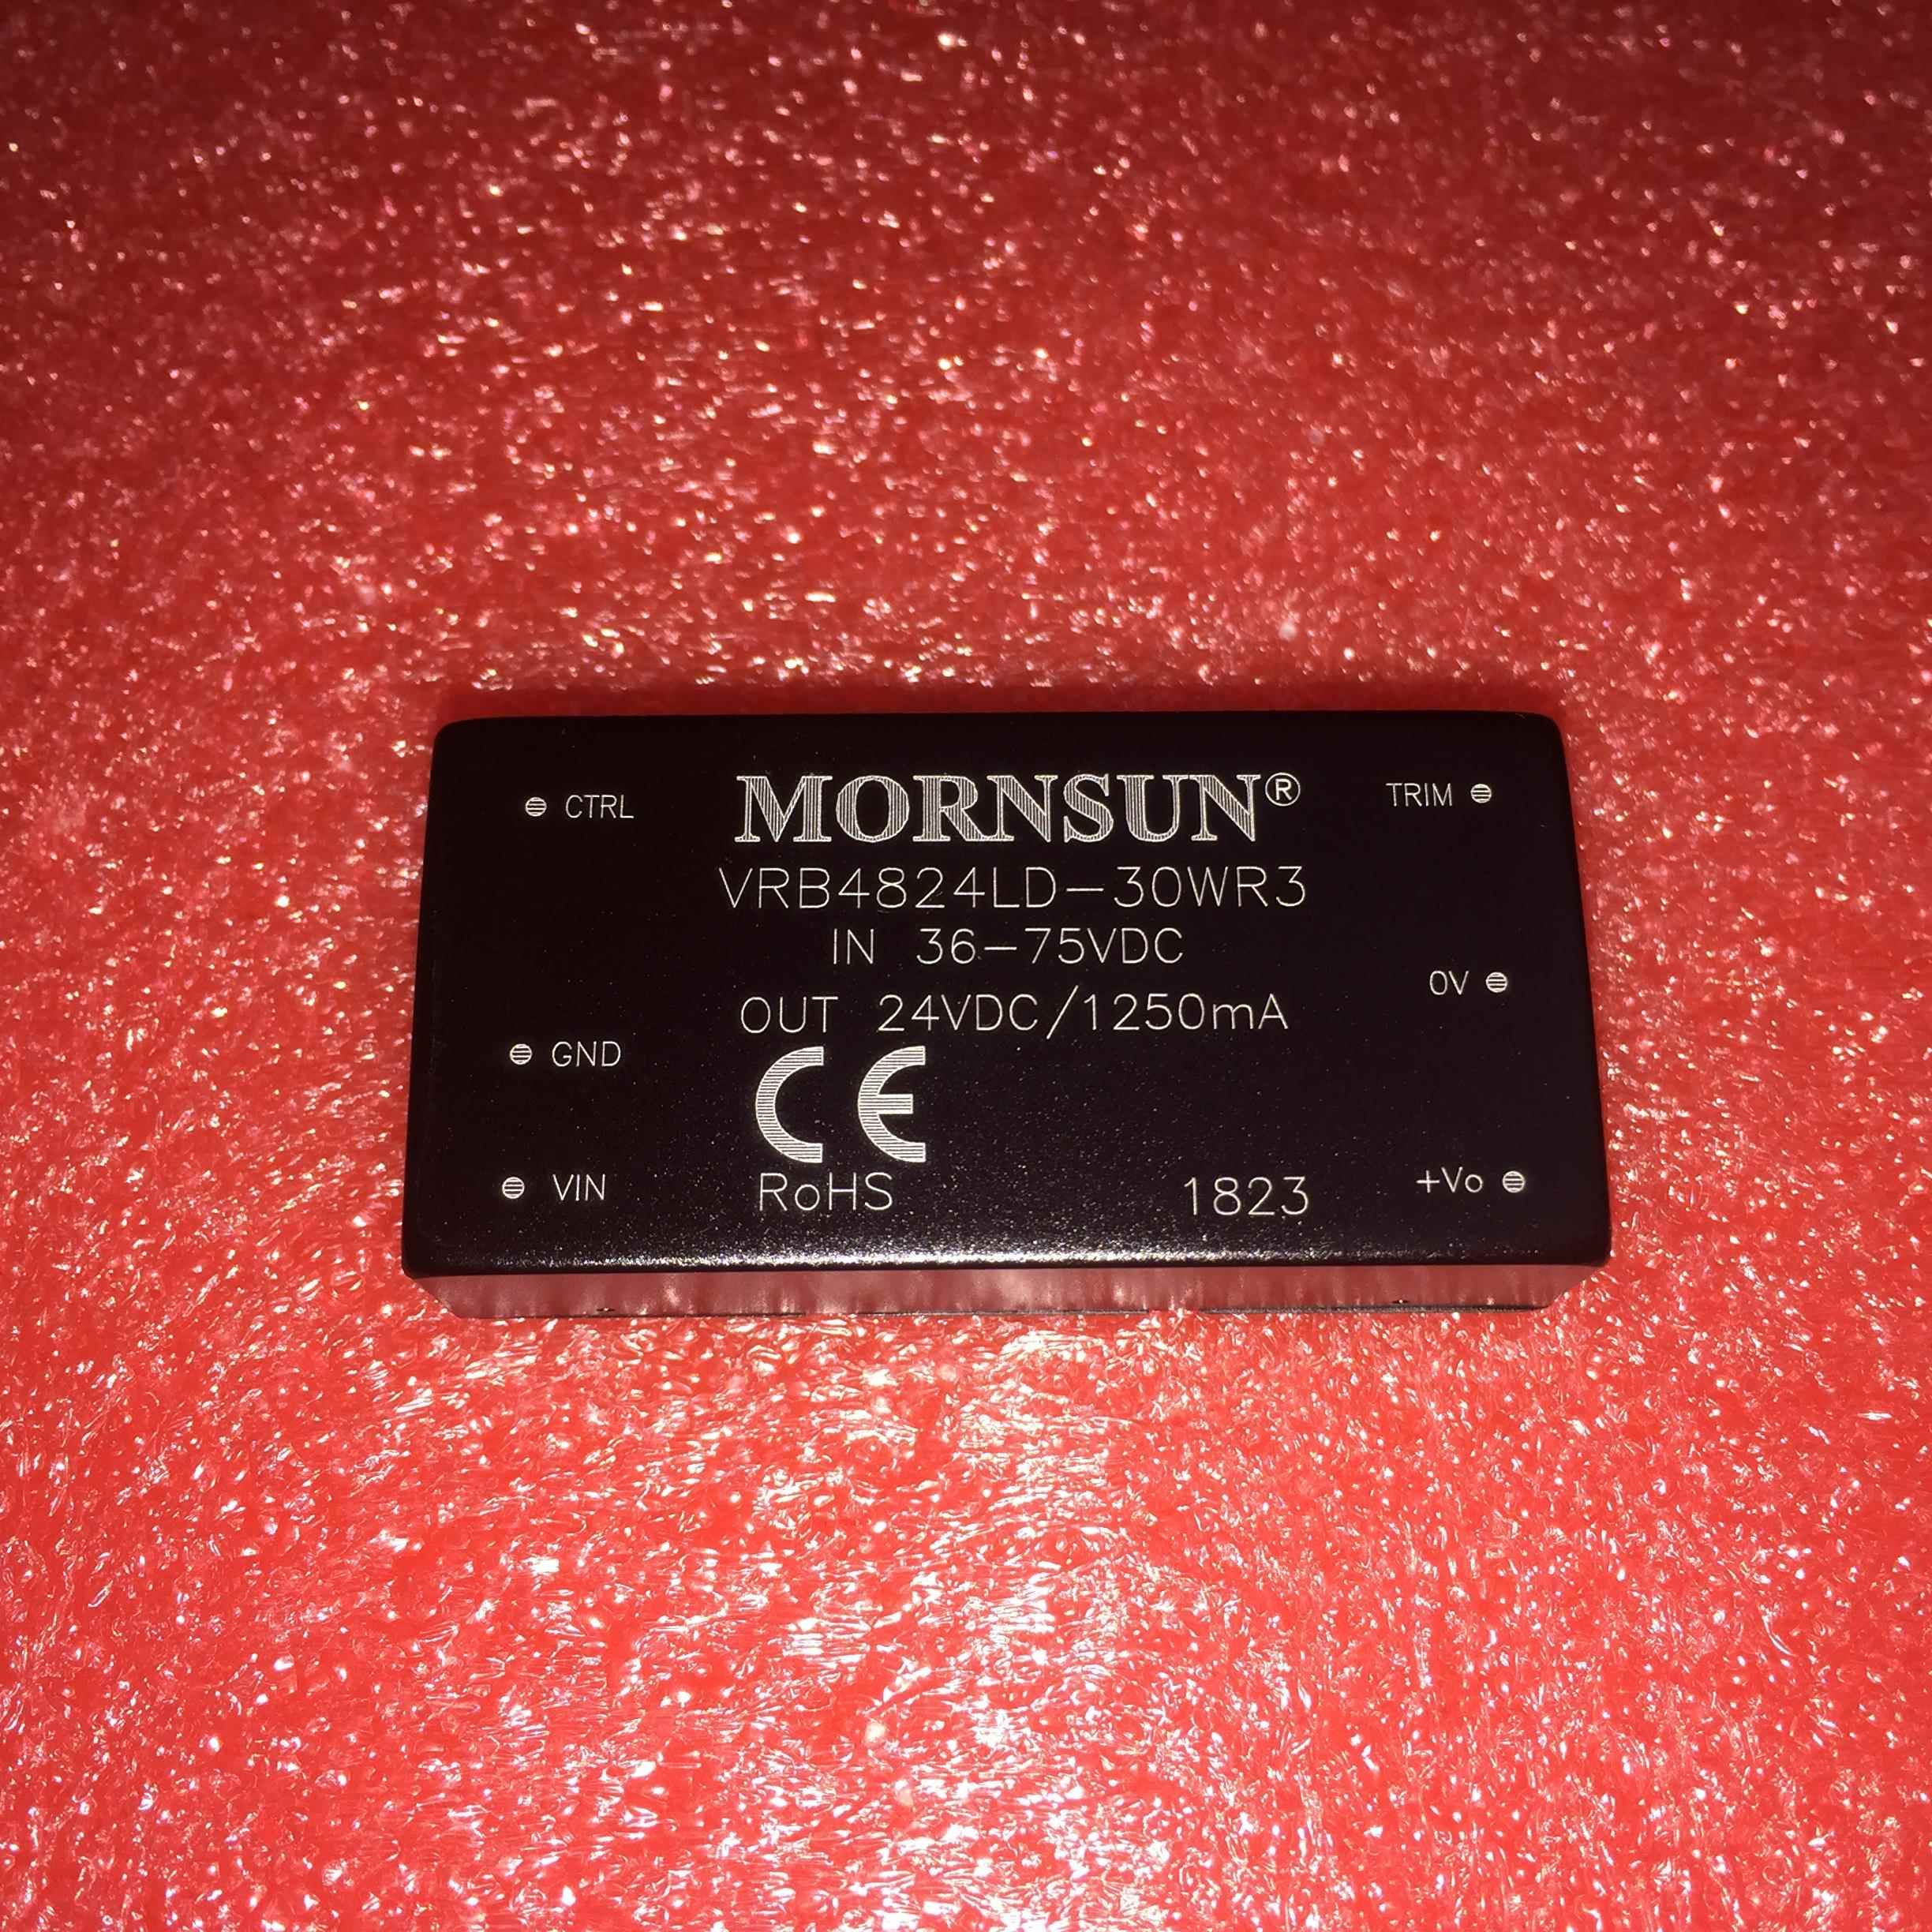 CTRL MORNSUN® TRIM
VRB4824LD-30WR3
IN 36-75VDC
0V
OUT 24VDC/1250mA
GND
CE
VIN RoHS 1823 +Vo